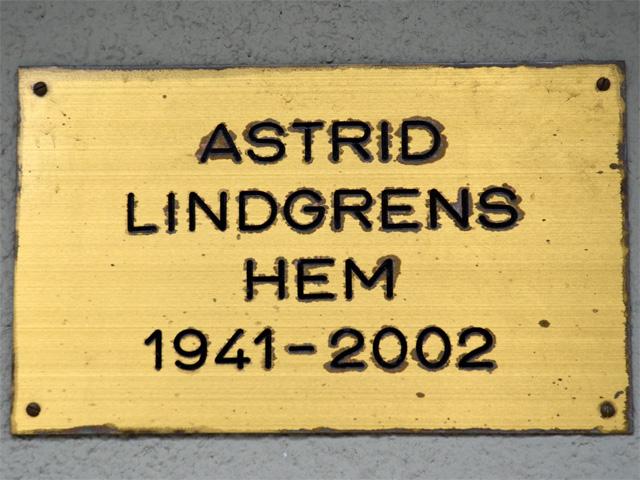 ASTRID
LINDGRENS
HEM
1941-2002